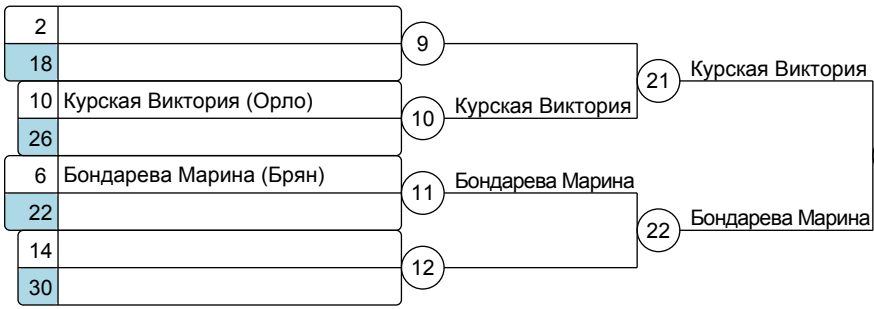 2
9
18
Курская Виктория
21
10 Курская Виктория (Орло)
10 Курская Виктория
26
6 Бондарева Марина (Брян)
11 Бондарева Марина
22
22 Бондарева Марина
14
12
30